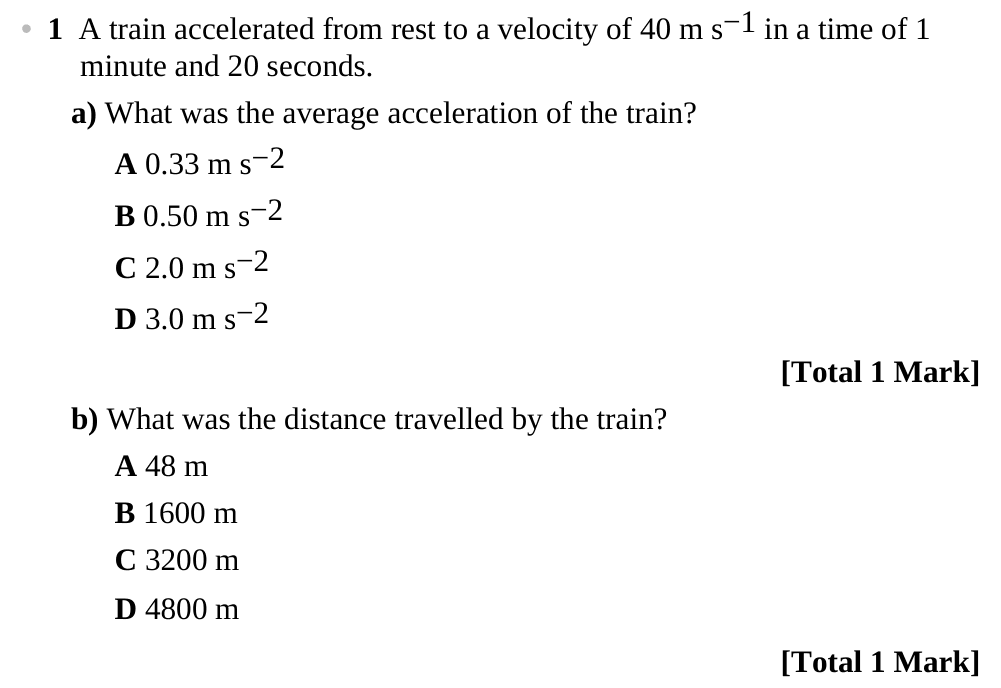 • 1 A train accelerated from rest to a velocity of 40 m s⁻¹ in a time of 1
minute and 20 seconds.
a) What was the average acceleration of the train?
A 0.33 m s⁻²
B 0.50 m s⁻²
C 2.0 m s⁻²
D 3.0 m s⁻²
[Total 1 Mark]
b) What was the distance travelled by the train?
A 48 m
B 1600 m
C 3200 m
D 4800 m
[Total 1 Mark]